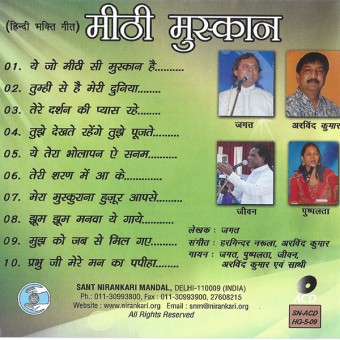 (हिन्दी भक्ति गीत) मीठी मुस्कान
01. ये जो मीठी सी मुस्कान है..........
02. तुम्ही से है मेरी दुनिया.........
03. तेरे दर्शन की प्यास रहे........
04. तुझे देखते रहेंगे तुझे पूजते.......
05. ये तेरा भोलापन ऐ सनम........
06. तेरी शरण में आ के........
07. मेरा मुस्कुराना हुजूर आपसे.......
08. झूम झूम मनवा ये गाये.......
09. मुझ को जब से मिल गए........
10. प्रभु जी मेरे मन का पपीहा........
जगत
अरविंद कुमार
जीवन
पुष्पलता
लेखक : जगत
संगीत : हरगिन्दर नरूला, अरविंद कुमार
गायन : जगत, पुष्पलता, जीवन,
अरविंद कुमार एवं साथी
SANT NIRANKARI MANDAL, DELHI-110009 (INDIA)
Ph.: 011-30993800, Fax : 011-30993900, 27608215
Website : www.nirankari.org, Email : snm@nirankari.org
All Rights Reserved
ACD
SN-ACD
HG-5-09